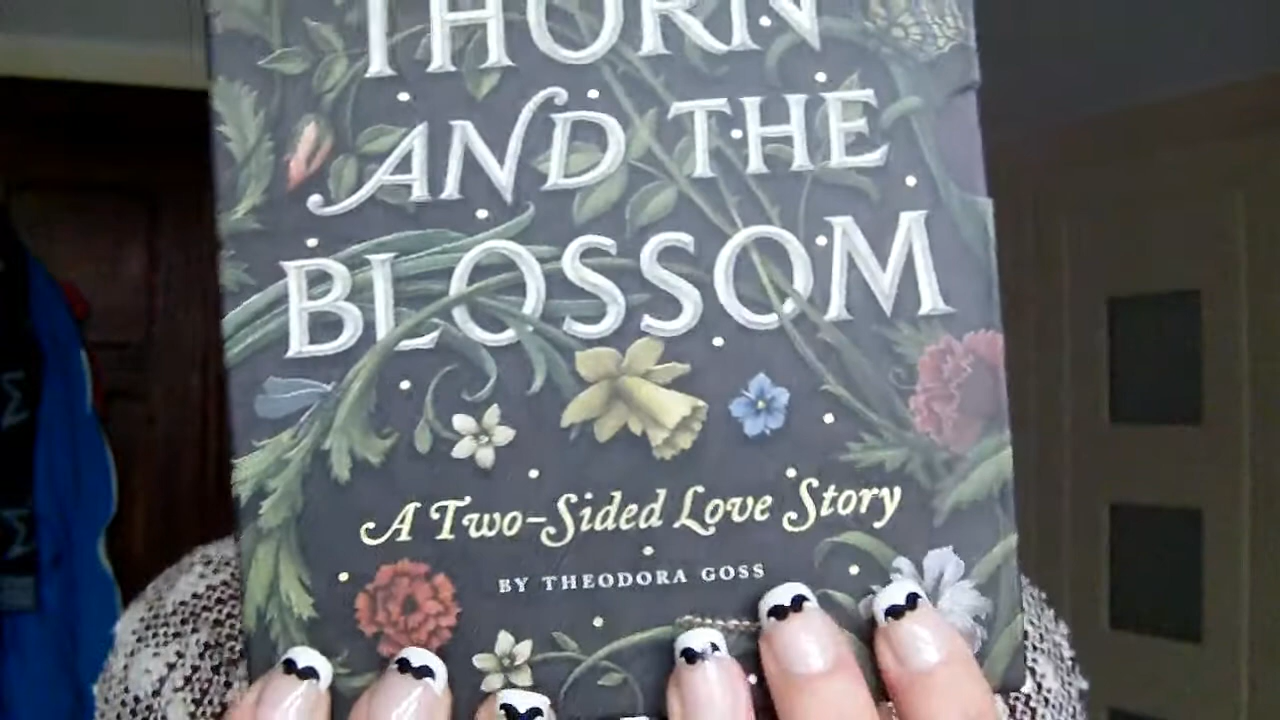 THORN
AND THE
BLOSSOM
A Two-Sided Love Story
BY THEODORA GOSS